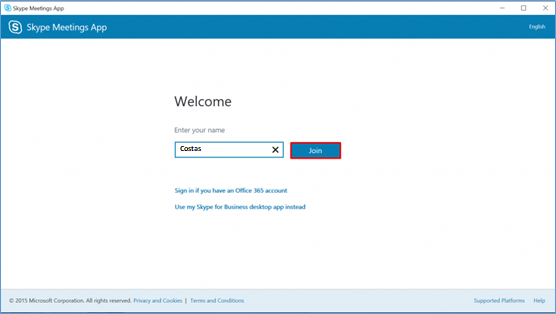 Skype Meetings App
Skype Meetings App English
Welcome
Enter your name
Costas
Join
Sign in if you have an Office 365 account
Use my Skype for Business desktop app instead
© 2015 Microsoft Corporation. All rights reserved. Privacy and Cookies | Terms and Conditions Supported Platforms Help